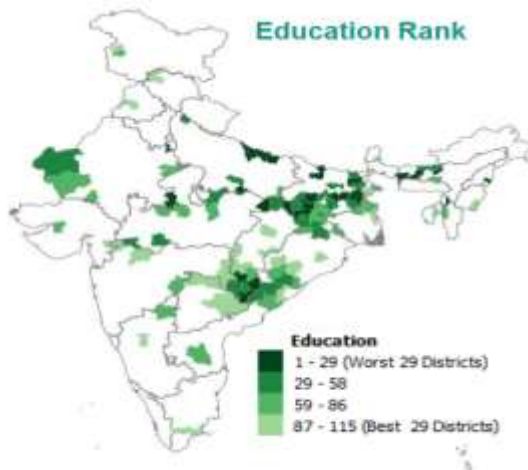 Education Rank
Education
1 - 29 (Worst 29 Districts)
29 - 58
59 - 86
87 - 115 (Best 29 Districts)